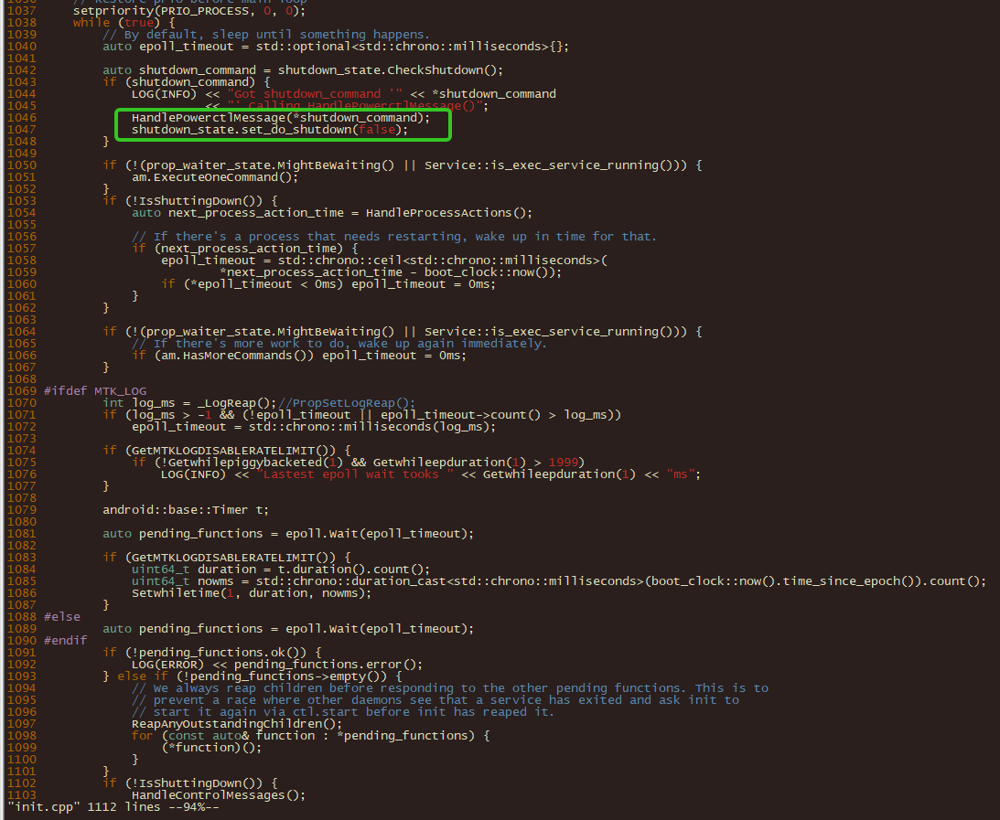 1036     // Restore prio before main loop
1037     setpriority(PRIO_PROCESS, 0, 0);
1038     while (true) {
1039         // By default, sleep until something happens.
1040         auto epoll_timeout = std::optional<std::chrono::milliseconds>{};
1041
1042         auto shutdown_command = shutdown_state.CheckShutdown();
1043         if (shutdown_command) {
1044             LOG(INFO) << "Got shutdown_command '" << *shutdown_command
1045                       << "' Calling HandlePowerctlMessage()";
1046             HandlePowerctlMessage(*shutdown_command);
1047             shutdown_state.set_do_shutdown(false);
1048         }
1049
1050         if (!(prop_waiter_state.MightBeWaiting() || Service::is_exec_service_running())) {
1051             am.ExecuteOneCommand();
1052         }
1053         if (!IsShuttingDown()) {
1054             auto next_process_action_time = HandleProcessActions();
1055
1056             // If there's a process that needs restarting, wake up in time for that.
1057             if (next_process_action_time) {
1058                 epoll_timeout = std::chrono::ceil<std::chrono::milliseconds>(
1059                         *next_process_action_time - boot_clock::now());
1060                 if (*epoll_timeout < 0ms) epoll_timeout = 0ms;
1061             }
1062         }
1063
1064         if (!(prop_waiter_state.MightBeWaiting() || Service::is_exec_service_running())) {
1065             // If there's more work to do, wake up again immediately.
1066             if (am.HasMoreCommands()) epoll_timeout = 0ms;
1067         }
1068
1069 #ifdef MTK_LOG
1070         int log_ms = _LogReap();//PropSetLogReap();
1071         if (log_ms > -1 && (!epoll_timeout || epoll_timeout->count() > log_ms))
1072             epoll_timeout = std::chrono::milliseconds(log_ms);
1073
1074         if (GetMTKLOGDISABLERATELIMIT()) {
1075             if (!Getwhilepiggybacketed(1) && Getwhileepduration(1) > 1999)
1076                 LOG(INFO) << "Lastest epoll wait tooks " << Getwhileepduration(1) << "ms";
1077         }
1078
1079         android::base::Timer t;
1080
1081         auto pending_functions = epoll.Wait(epoll_timeout);
1082
1083         if (GetMTKLOGDISABLERATELIMIT()) {
1084             uint64_t duration = t.duration().count();
1085             uint64_t nowms = std::chrono::duration_cast<std::chrono::milliseconds>(boot_clock::now().time_since_epoch()).count();
1086             Setwhiletime(1, duration, nowms);
1087         }
1088 #else
1089         auto pending_functions = epoll.Wait(epoll_timeout);
1090 #endif
1091         if (!pending_functions.ok()) {
1092             LOG(ERROR) << pending_functions.error();
1093         } else if (!pending_functions->empty()) {
1094             // We always reap children before responding to the other pending functions. This is to
1095             // prevent a race where other daemons see that a service has exited and ask init to
1096             // start it again via ctl.start before init has reaped it.
1097             ReapAnyOutstandingChildren();
1098             for (const auto& function : *pending_functions) {
1099                 (*function)();
1100             }
1101         }
1102         if (!IsShuttingDown()) {
1103             HandleControlMessages();
"init.cpp" 1112 lines --94%--